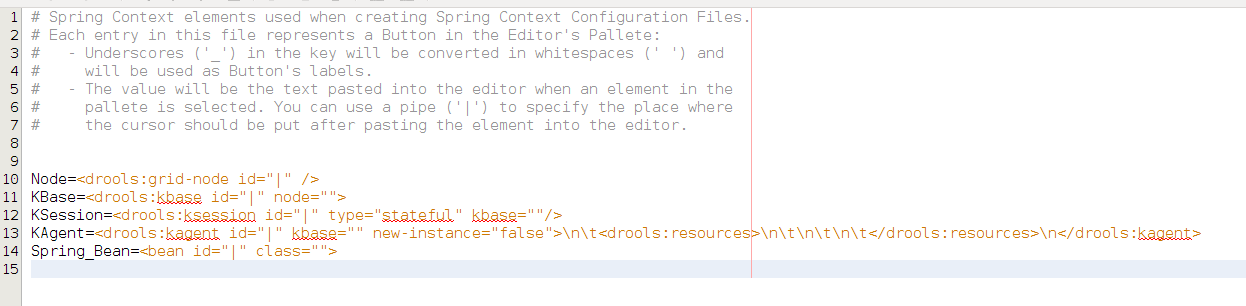 1 # Spring Context elements used when creating Spring Context Configuration Files.
2 # Each entry in this file represents a Button in the Editor's Pallete:
3 #   - Underscores ('_') in the key will be converted in whitespaces (' ') and
4 #     will be used as Button's labels.
5 #   - The value will be the text pasted into the editor when an element in the
6 #     pallete is selected. You can use a pipe ('|') to specify the place where
7 #     the cursor should be put after pasting the element into the editor.
8
9
10 Node=<drools:grid-node id="|" />
11 KBase=<drools:kbase id="|" node="">
12 KSession=<drools:ksession id="|" type="stateful" kbase=""/>
13 KAgent=<drools:kagent id="|" kbase="" new-instance="false">\n\t<drools:resources>\n\t\n\t\n\t</drools:resources>\n</drools:kagent>
14 Spring_Bean=<bean id="|" class="">
15